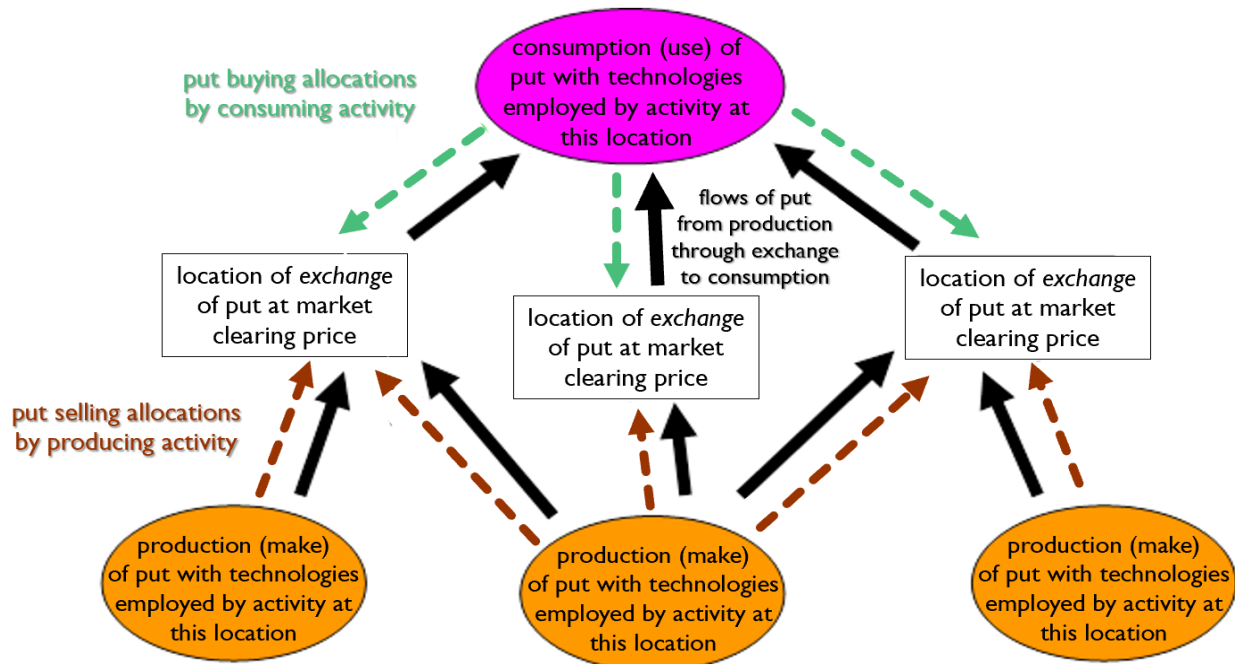 consumption (use) of
put with technologies
employed by activity at
this location
put buying allocations
by consuming activity
flows of put
from production
through exchange
to consumption
location of exchange
of put at market
clearing price
location of exchange
of put at market
clearing price
location of exchange
of put at market
clearing price
put selling allocations
by producing activity
production (make)
of put with technologies
employed by activity at
this location
production (make)
of put with technologies
employed by activity at
this location
production (make)
of put with technologies
employed by activity at
this location